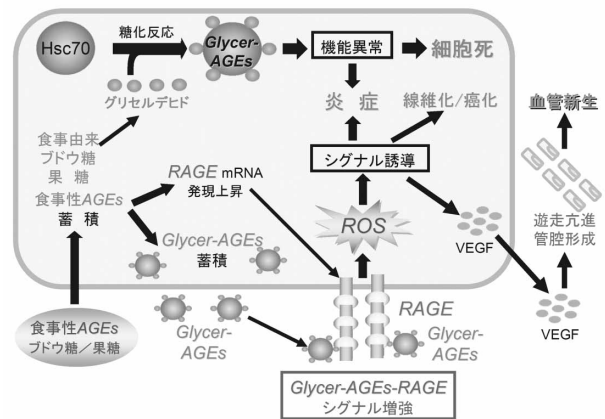 Hsc70
糖化反応
Glycer-
AGEs
機能異常
細胞死
グリセルデヒド
炎 症
線維化/癌化
血管新生
食事由来
ブドウ糖
果 糖
食事性AGEs
蓄 積
RAGE mRNA
発現上昇
シグナル誘導
Glycer-AGEs
蓄積
ROS
VEGF
遊走亢進
管腔形成
食事性AGEs
ブドウ糖/果糖
Glycer-
AGEs
RAGE
Glycer-
AGEs
VEGF
Glycer-AGEs-RAGE
シグナル増強